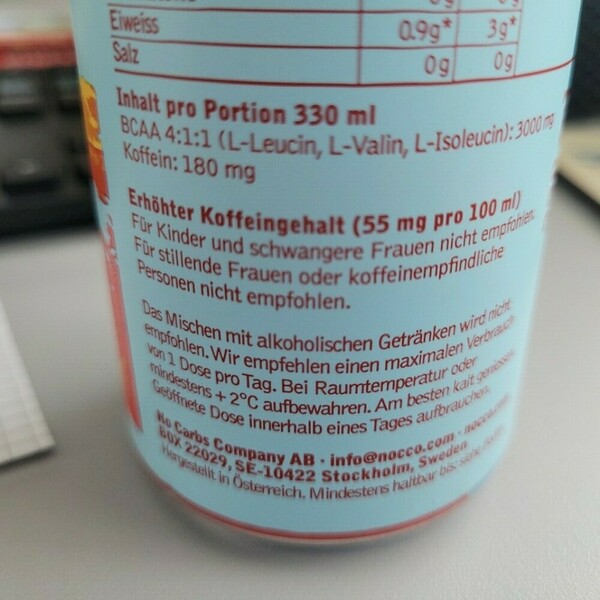 Eiweiss 0.9g* 3g*
Salz 0g 0g
Inhalt pro Portion 330 ml
BCAA 4:1:1 (L-Leucin, L-Valin, L-Isoleucin): 3000 mg
Koffein: 180 mg
Erhöhter Koffeingehalt (55 mg pro 100 ml)
Für Kinder und schwangere Frauen nicht empfohlen.
Für stillende Frauen oder koffeinempfindliche
Personen nicht empfohlen.
Das Mischen mit alkoholischen Getränken wird nicht
empfohlen. Wir empfehlen einen maximalen Verbrauch
von 1 Dose pro Tag. Bei Raumtemperatur oder
mindestens + 2°C aufbewahren. Am besten kalt geniessen.
Geöffnete Dose innerhalb eines Tages aufbrauchen.
No Carbs Company AB · info@nocco.com · nocco.com
BOX 22029, SE-10422 Stockholm, Sweden
Hergestellt in Österreich. Mindestens haltbar bis: siehe